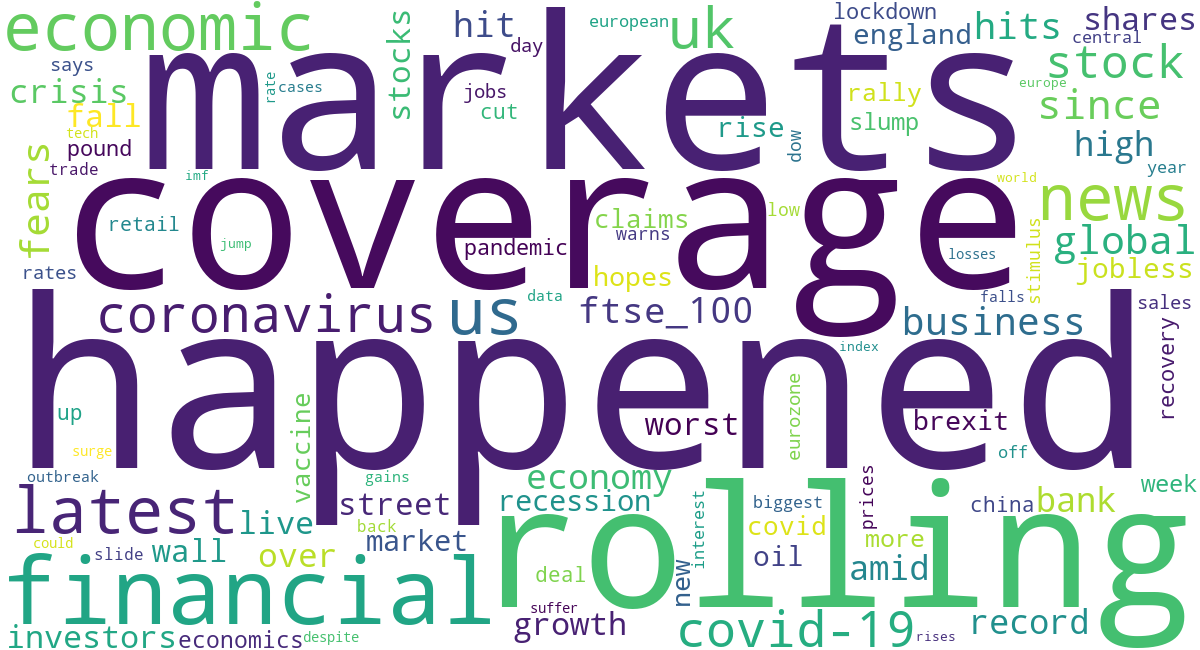 economic
markets
coverage
happened
rolling
financial
latest
coronavirus
us
uk
news
covid-19
hit
stocks
european
lockdown
england
hits
shares
central
day
says
crisis
rate
cases
jobs
cut
rally
slump
rise
dow
stock
europe
since
high
year
fall
tech
pound
trade
imf
fears
retail
jump
rates
claims
warns
pandemic
hopes
low
world
losses
stimulus
global
jobless
data
ftse_100
falls
business
sales
index
recovery
up
surge
vaccine
worst
eurozone
brexit
off
outbreak
gains
economy
street
recession
live
back
market
wall
over
could
slide
interest
biggest
covid
prices
more
oil
new
amid
china
bank
week
deal
suffer
growth
investors
economics
despite
rises
record